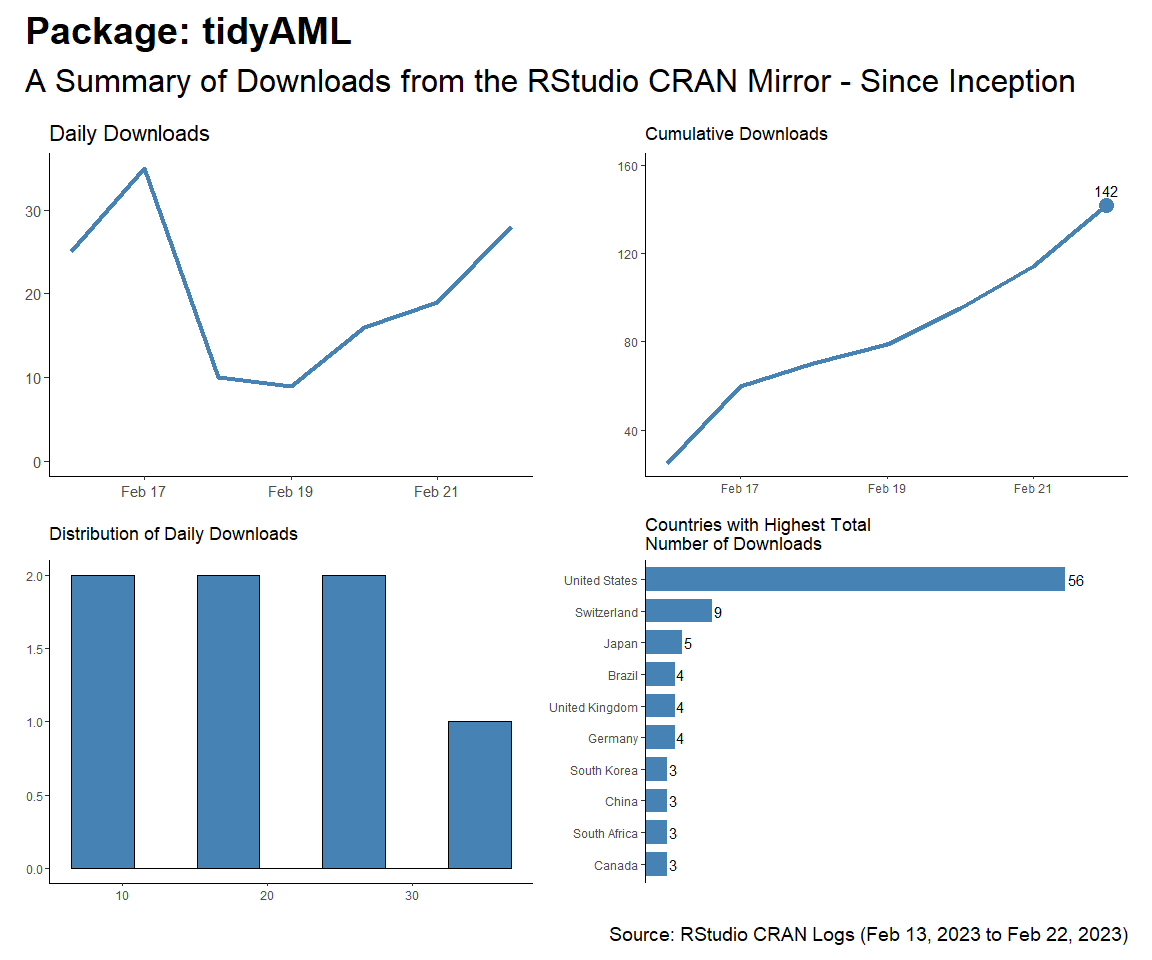 Package: tidyAML
A Summary of Downloads from the RStudio CRAN Mirror - Since Inception
Daily Downloads
30
20
10
0
Feb 17 Feb 19 Feb 21
Cumulative Downloads
160
120
80
40
142
Feb 17 Feb 19 Feb 21
Distribution of Daily Downloads
2.0
1.5
1.0
0.5
0.0
10 20 30
Countries with Highest Total
Number of Downloads
United States 56
Switzerland 9
Japan 5
Brazil 4
United Kingdom 4
Germany 4
South Korea 3
China 3
South Africa 3
Canada 3
Source: RStudio CRAN Logs (Feb 13, 2023 to Feb 22, 2023)